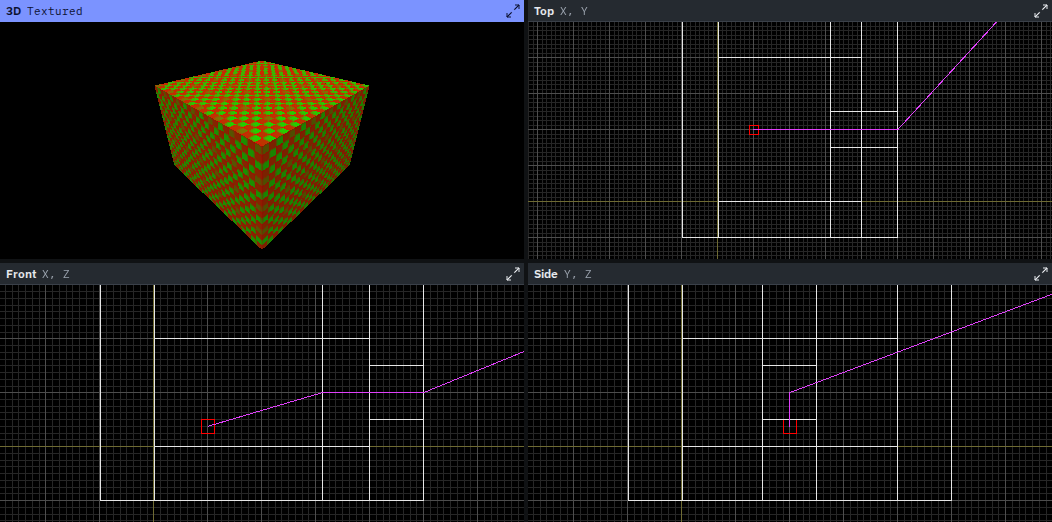 3D Textured
Top X, Y
Front X, Z
Side Y, Z